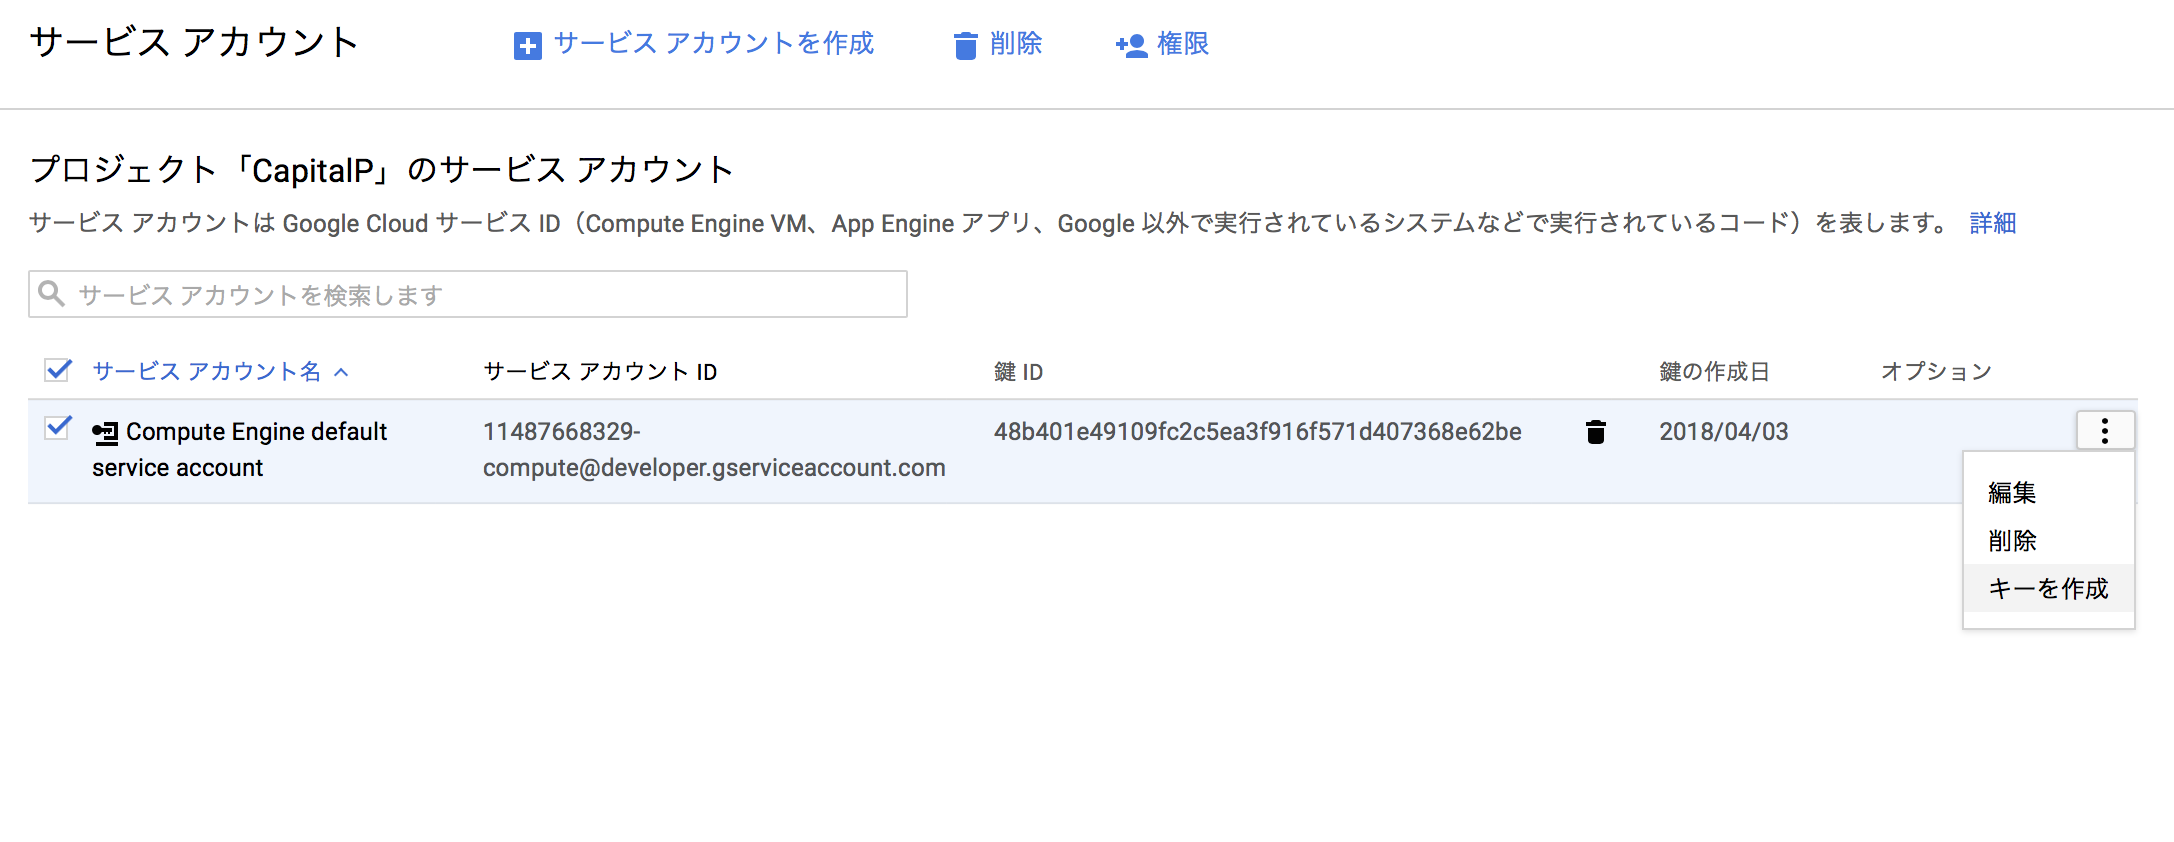 サービス アカウント
サービス アカウントを作成
削除
権限
プロジェクト「CapitalP」のサービス アカウント
サービス アカウントは Google Cloud サービス ID（Compute Engine VM、App Engine アプリ、Google 以外で実行されているシステムなどで実行されているコード）を表します。 詳細
サービス アカウントを検索します
サービス アカウント名 サービス アカウント ID 鍵 ID 鍵の作成日 オプション
Compute Engine default 11487668329- 48b401e49109fc2c5ea3f916f571d407368e62be 2018/04/03
service account compute@developer.gserviceaccount.com
編集
削除
キーを作成